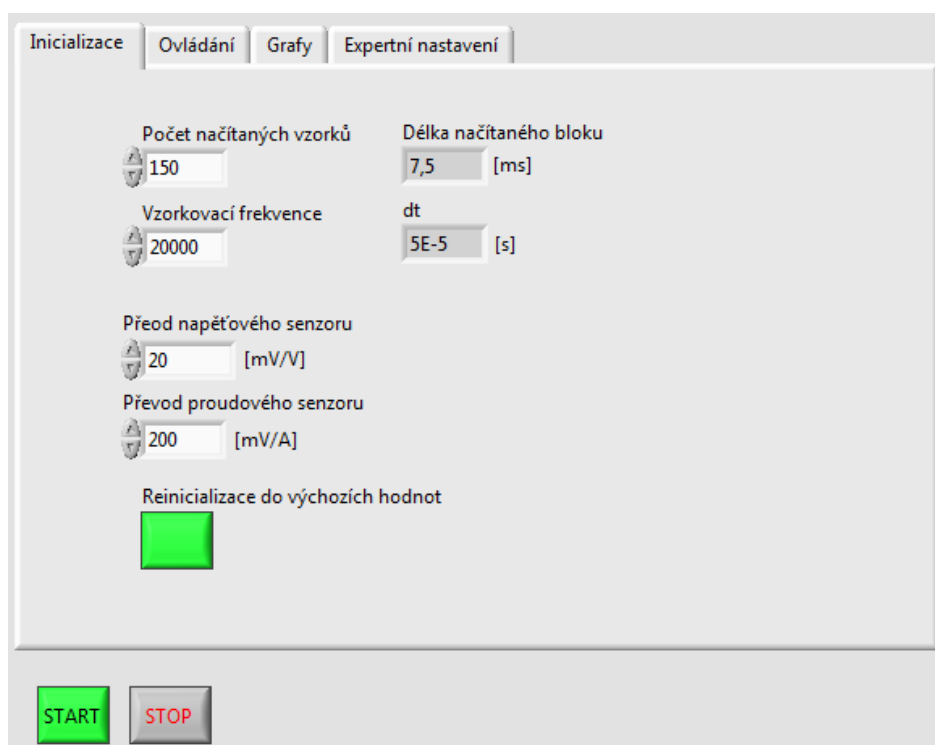 Inicializace Ovládání Grafy Expertní nastavení
Počet načítaných vzorků Délka načítaného bloku
150 7,5 [ms]
Vzorkovací frekvence dt
20000 5E-5 [s]
Přeod napěťového senzoru
20 [mV/V]
Převod proudového senzoru
200 [mV/A]
Reinicializace do výchozích hodnot
START STOP